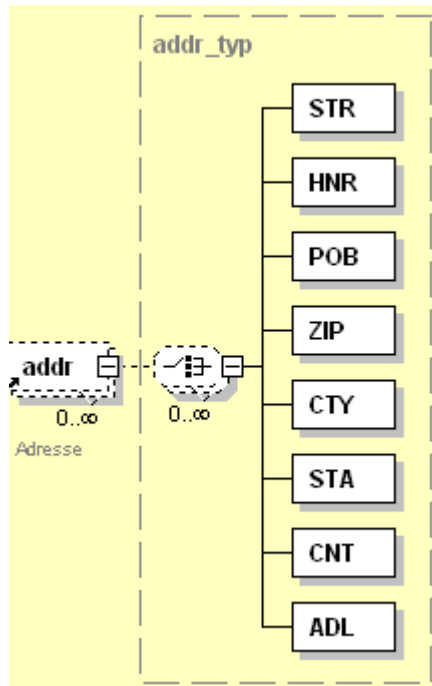 addr_typ
STR
HNR
POB
ZIP
addr
0..∞
0..∞
Adresse
CTY
STA
CNT
ADL